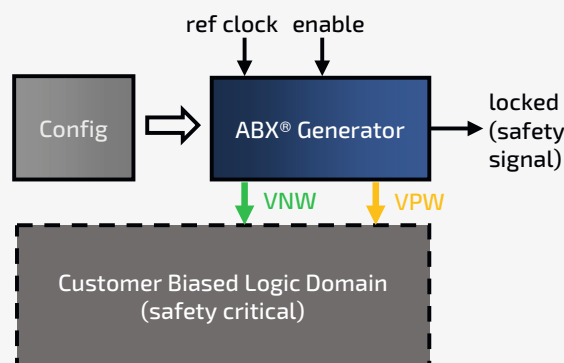 ref clock enable
Config
ABX® Generator
locked
(safety
signal)
VNW
VPW
Customer Biased Logic Domain
(safety critical)